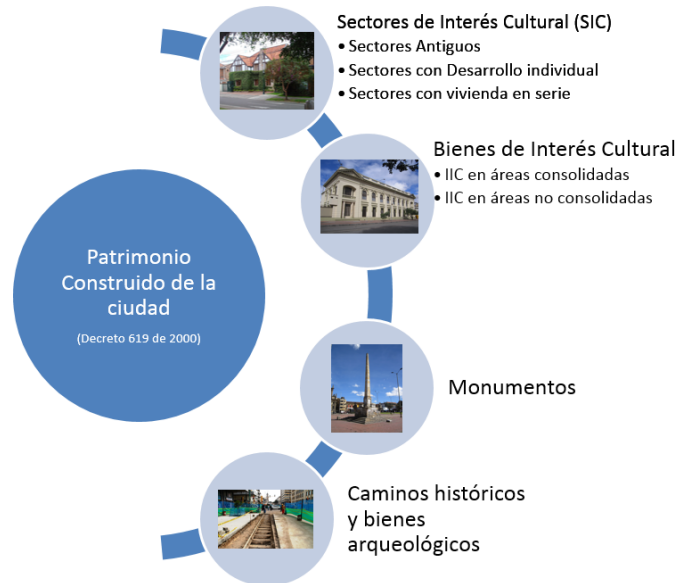 Sectores de Interés Cultural (SIC)
• Sectores Antiguos
• Sectores con Desarrollo individual
• Sectores con vivienda en serie
Bienes de Interés Cultural
• IIC en áreas consolidadas
• IIC en áreas no consolidadas
Patrimonio
Construido de la
ciudad
(Decreto 619 de 2000)
Monumentos
Caminos históricos
y bienes
arqueológicos